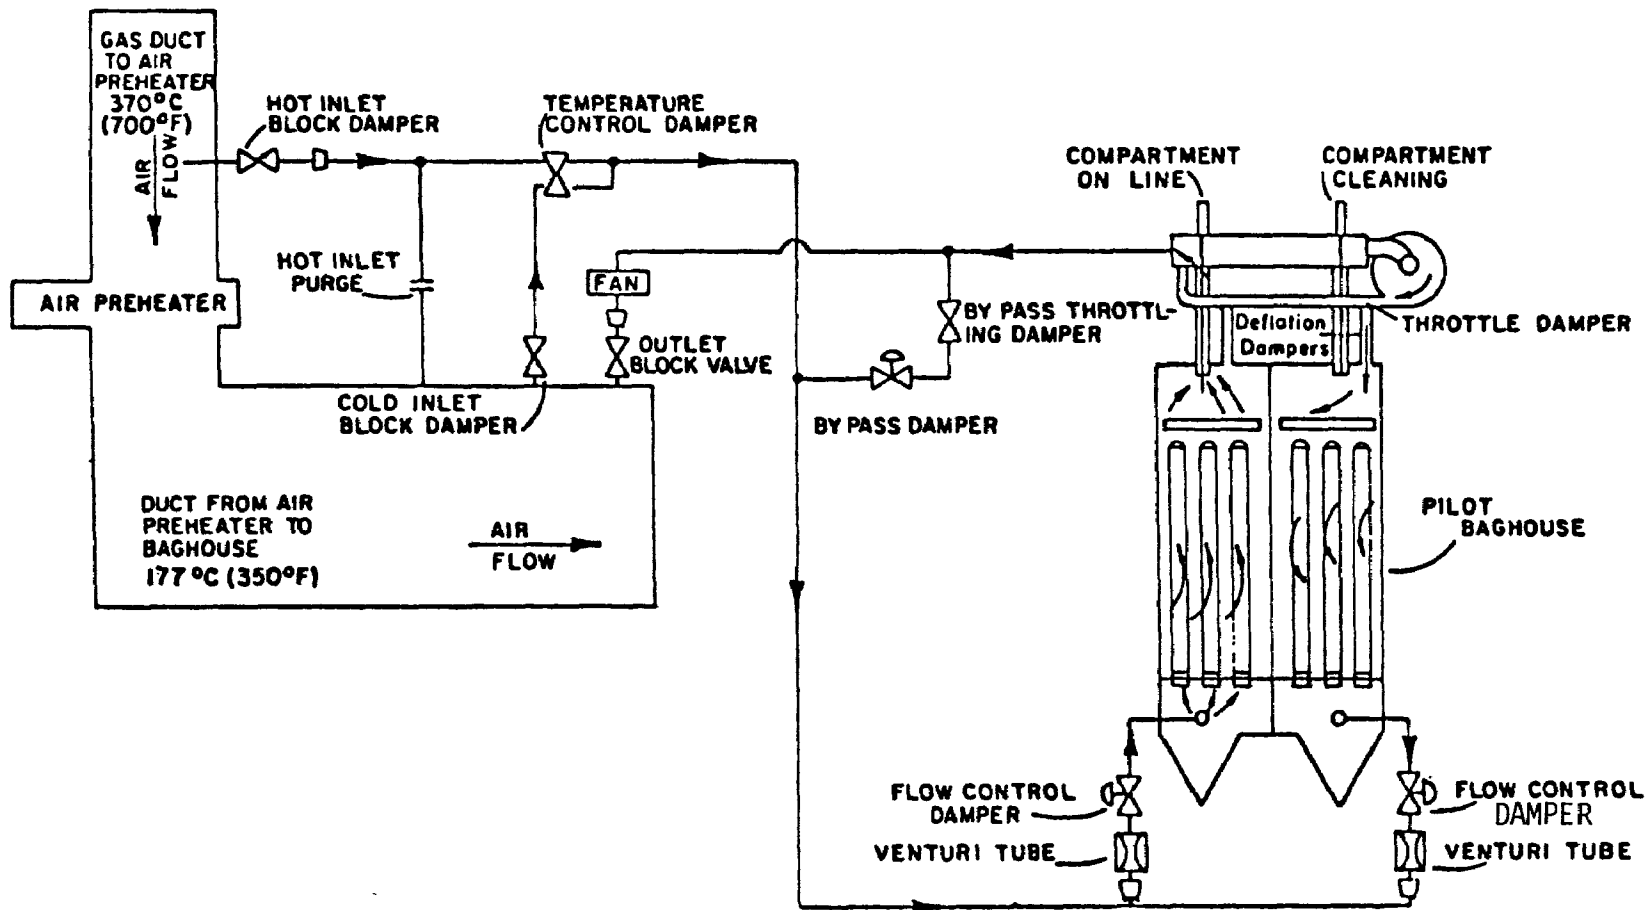 GAS DUCT
TO AIR
PREHEATER
370°C
(700°F)
AIR
FLOW
HOT INLET
BLOCK DAMPER
TEMPERATURE
CONTROL DAMPER
COMPARTMENT
ON LINE
COMPARTMENT
CLEANING
HOT INLET
PURGE
FAN
AIR PREHEATER
BY PASS THROTTL-
ING DAMPER
Deflation
Dampers
THROTTLE DAMPER
OUTLET
BLOCK VALVE
COLD INLET
BLOCK DAMPER
BY PASS DAMPER
DUCT FROM AIR
PREHEATER TO
BAGHOUSE
177°C (350°F)
AIR
FLOW
PILOT
BAGHOUSE
FLOW CONTROL
DAMPER
FLOW CONTROL
DAMPER
VENTURI TUBE
VENTURI TUBE